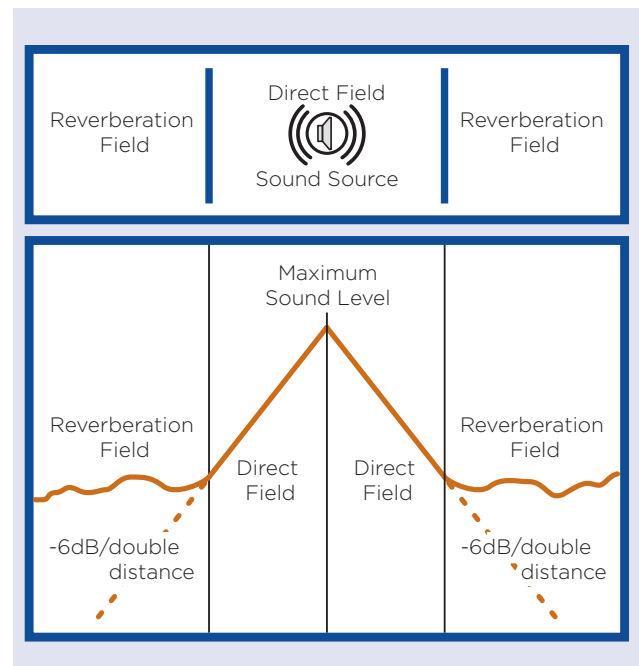 Reverberation
Field
Direct Field
Sound Source
Reverberation
Field
Maximum
Sound Level
Reverberation
Field
Direct
Field
Direct
Field
Reverberation
Field
-6dB/double
distance
-6dB/double
distance